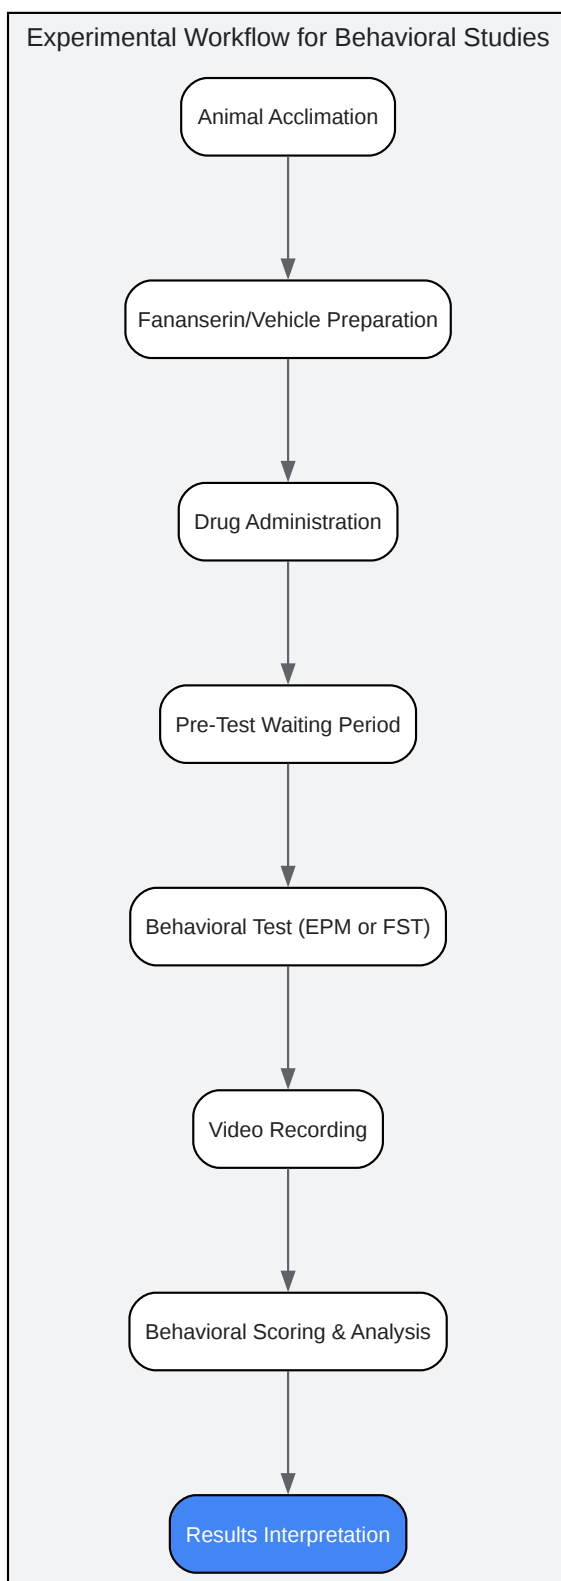 Experimental Workflow for Behavioral Studies
Animal Acclimation
Fananserin/Vehicle Preparation
Drug Administration
Pre-Test Waiting Period
Behavioral Test (EPM or FST)
Video Recording
Behavioral Scoring & Analysis
Results Interpretation